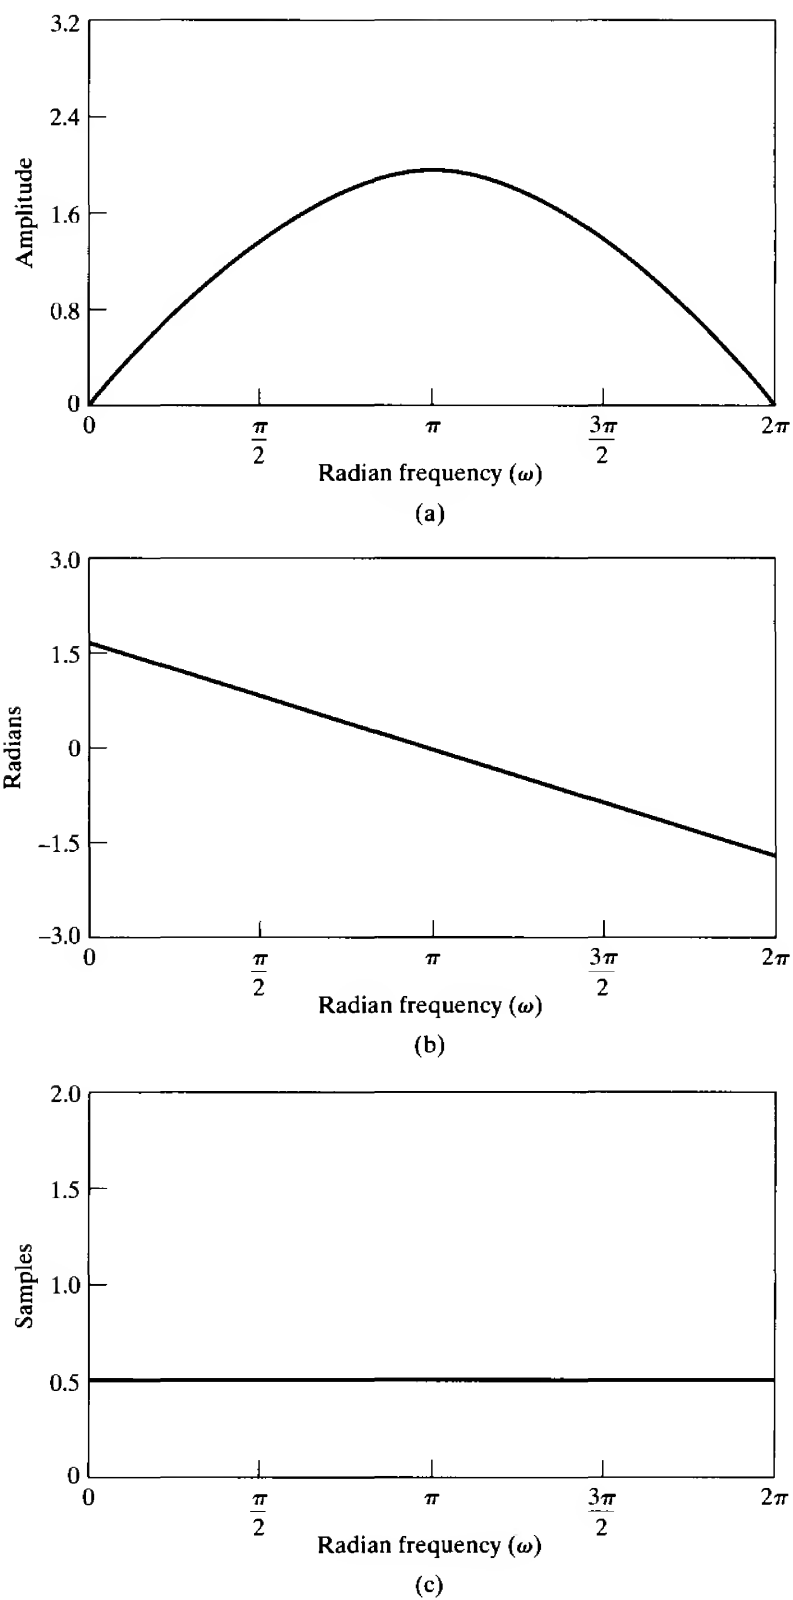 3.2
2.4
1.6
0.8
0
Amplitude
0 π/2 π 3π/2 2π
Radian frequency (ω)
(a)
3.0
1.5
0
–1.5
–3.0
Radians
0 π/2 π 3π/2 2π
Radian frequency (ω)
(b)
2.0
1.5
1.0
0.5
0
Samples
0 π/2 π 3π/2 2π
Radian frequency (ω)
(c)